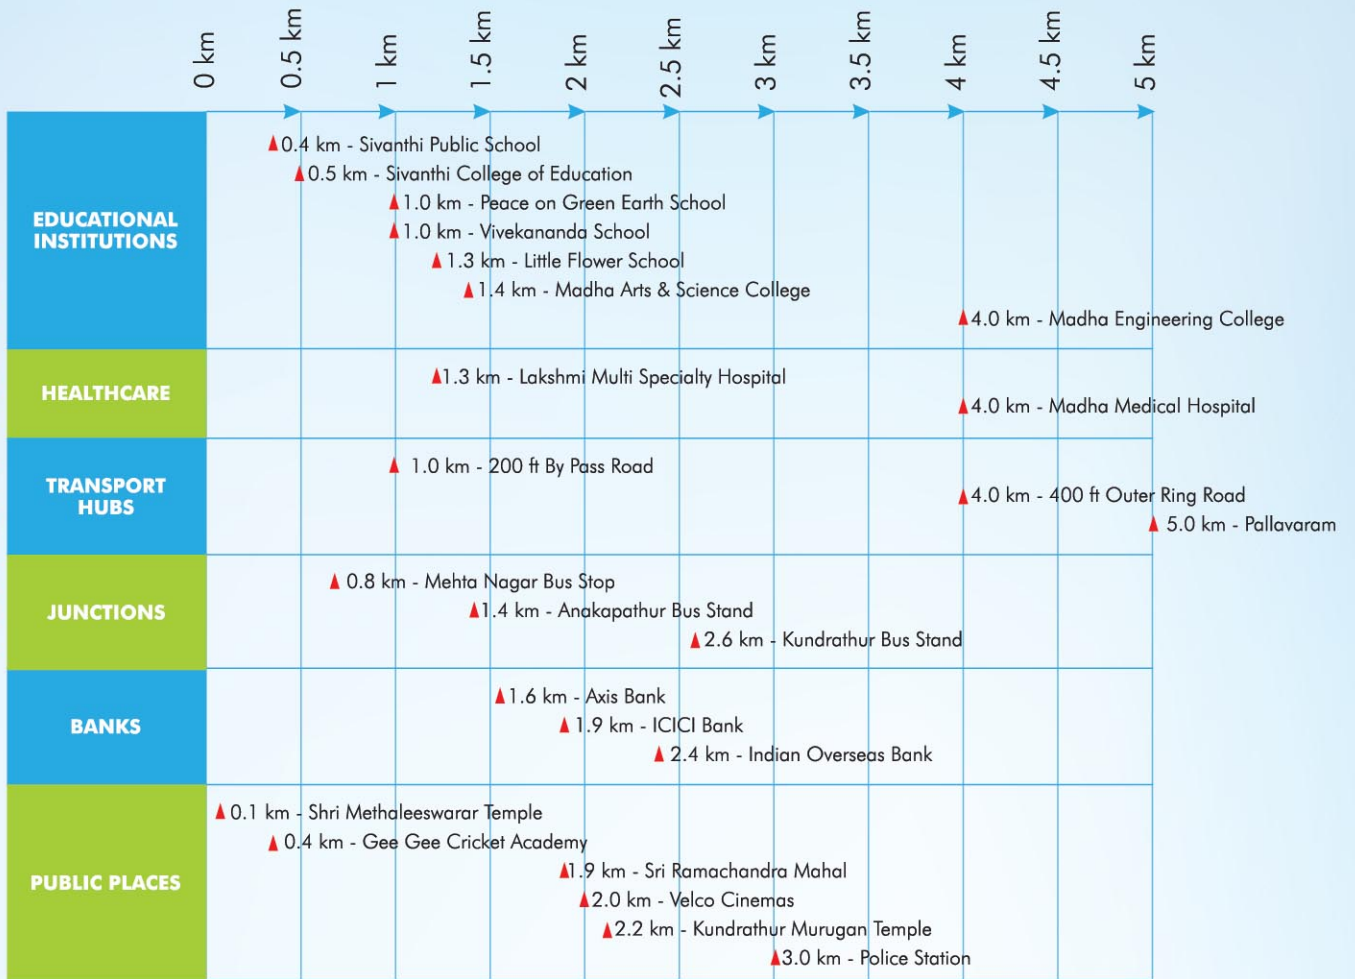 0 km
0.5 km
1 km
1.5 km
2 km
2.5 km
3 km
3.5 km
4 km
4.5 km
5 km
EDUCATIONAL
INSTITUTIONS
0.4 km - Sivanthi Public School
0.5 km - Sivanthi College of Education
1.0 km - Peace on Green Earth School
1.0 km - Vivekananda School
1.3 km - Little Flower School
1.4 km - Madha Arts & Science College
4.0 km - Madha Engineering College
HEALTHCARE
1.3 km - Lakshmi Multi Specialty Hospital
4.0 km - Madha Medical Hospital
TRANSPORT
HUBS
1.0 km - 200 ft By Pass Road
4.0 km - 400 ft Outer Ring Road
5.0 km - Pallavaram
JUNCTIONS
0.8 km - Mehta Nagar Bus Stop
1.4 km - Anakapathur Bus Stand
2.6 km - Kundrathur Bus Stand
BANKS
1.6 km - Axis Bank
1.9 km - ICICI Bank
2.4 km - Indian Overseas Bank
PUBLIC PLACES
0.1 km - Shri Methaleeswarar Temple
0.4 km - Gee Gee Cricket Academy
1.9 km - Sri Ramachandra Mahal
2.0 km - Velco Cinemas
2.2 km - Kundrathur Murugan Temple
3.0 km - Police Station